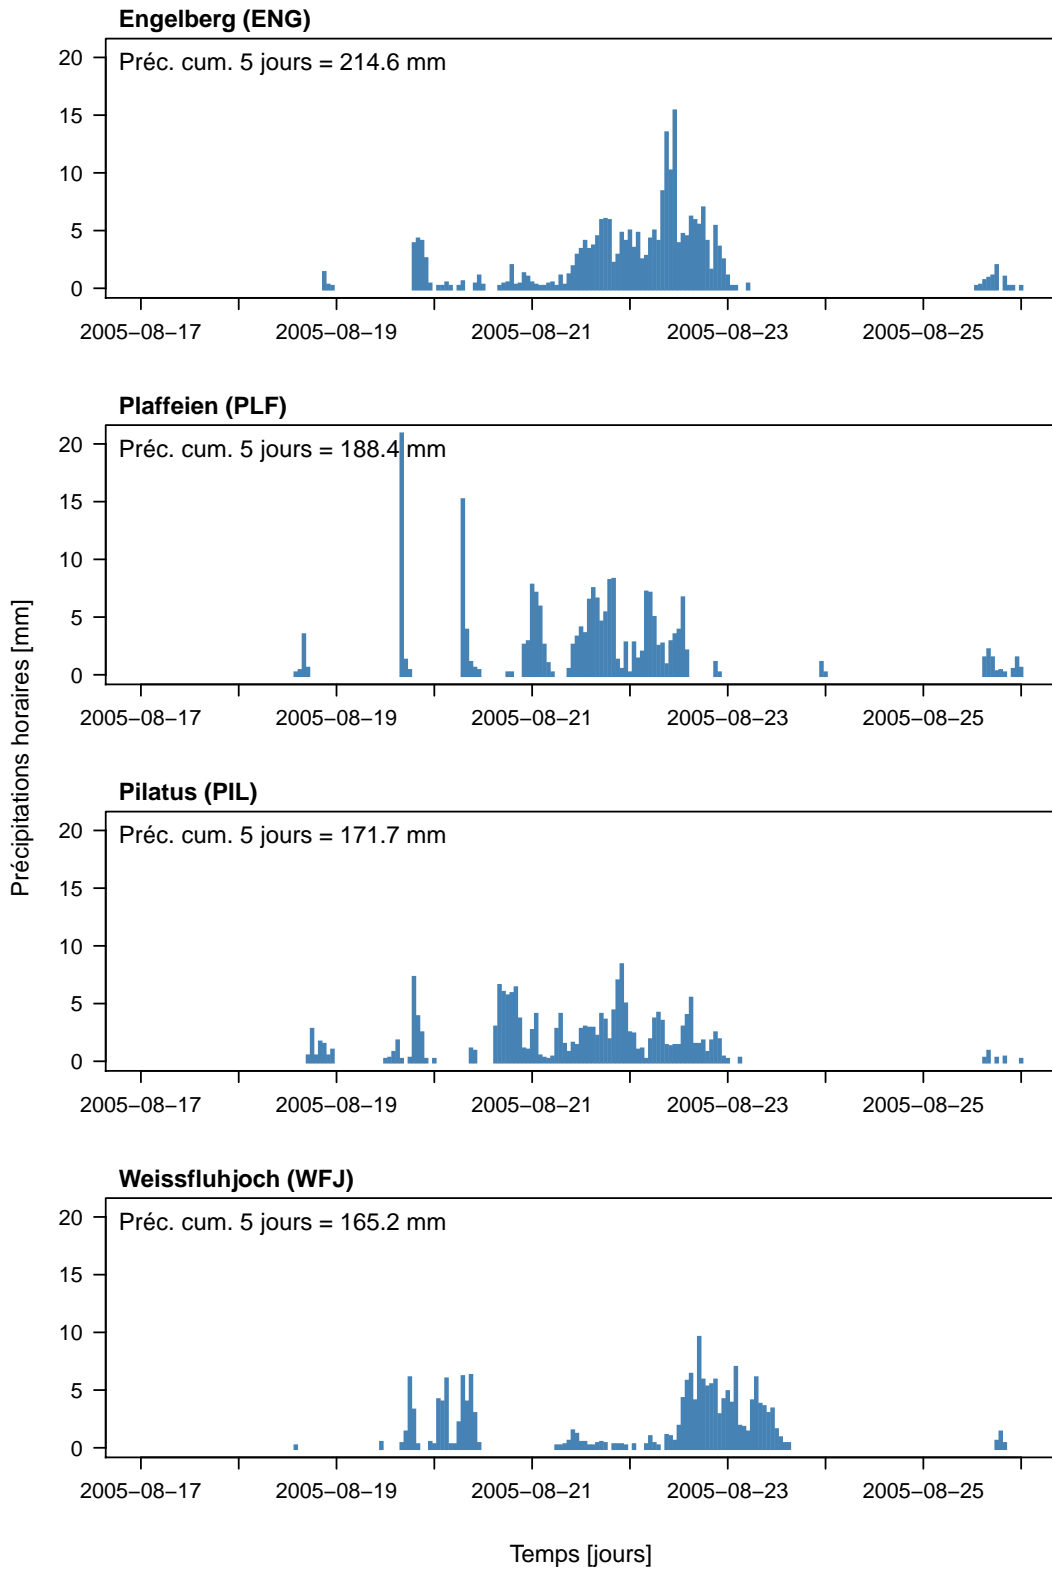 Engelberg (ENG)
Préc. cum. 5 jours = 214.6 mm
20
15
10
5
0
2005−08−17 2005−08−19 2005−08−21 2005−08−23 2005−08−25
Plaffeien (PLF)
Préc. cum. 5 jours = 188.4 mm
20
15
10
5
0
2005−08−17 2005−08−19 2005−08−21 2005−08−23 2005−08−25
Précipitations horaires [mm]
Pilatus (PIL)
Préc. cum. 5 jours = 171.7 mm
20
15
10
5
0
2005−08−17 2005−08−19 2005−08−21 2005−08−23 2005−08−25
Weissfluhjoch (WFJ)
Préc. cum. 5 jours = 165.2 mm
20
15
10
5
0
2005−08−17 2005−08−19 2005−08−21 2005−08−23 2005−08−25
Temps [jours]